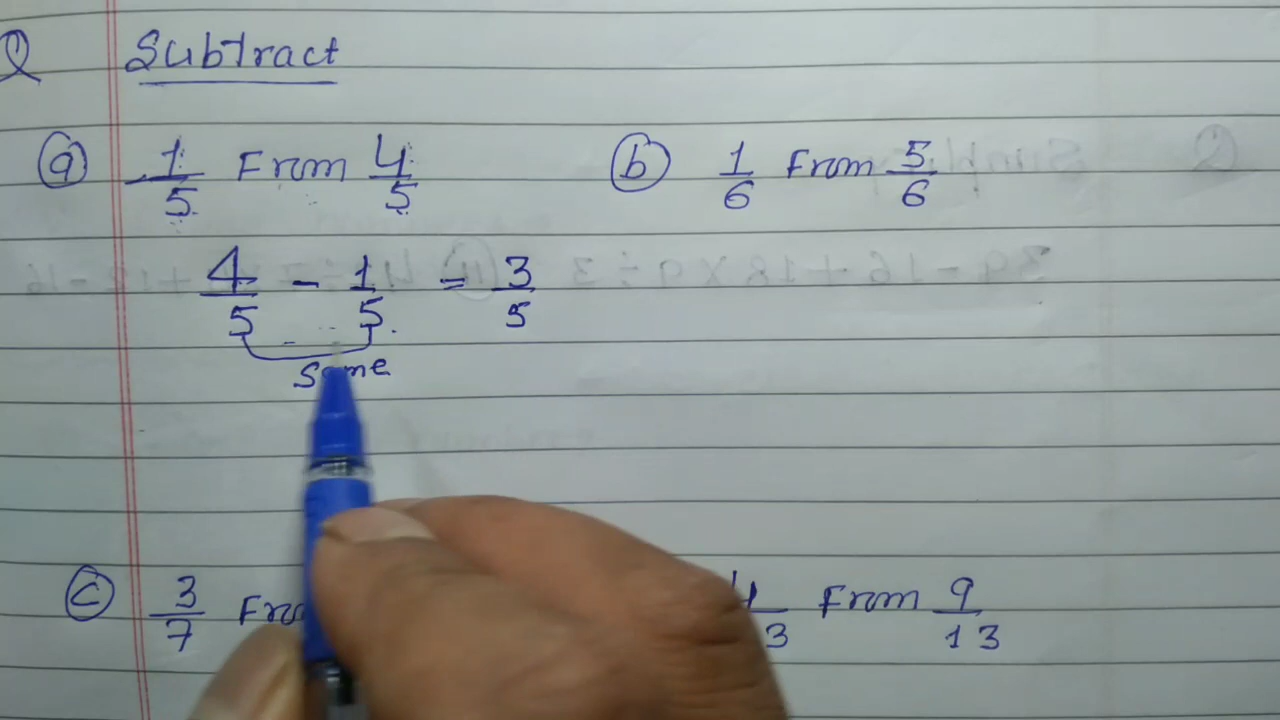 Q Subtract
(a) 1/5 From 4/5
(b) 1/6 From 5/6
4/5 - 1/5 = 3/5
Same
(c) 3/7
From 9/13